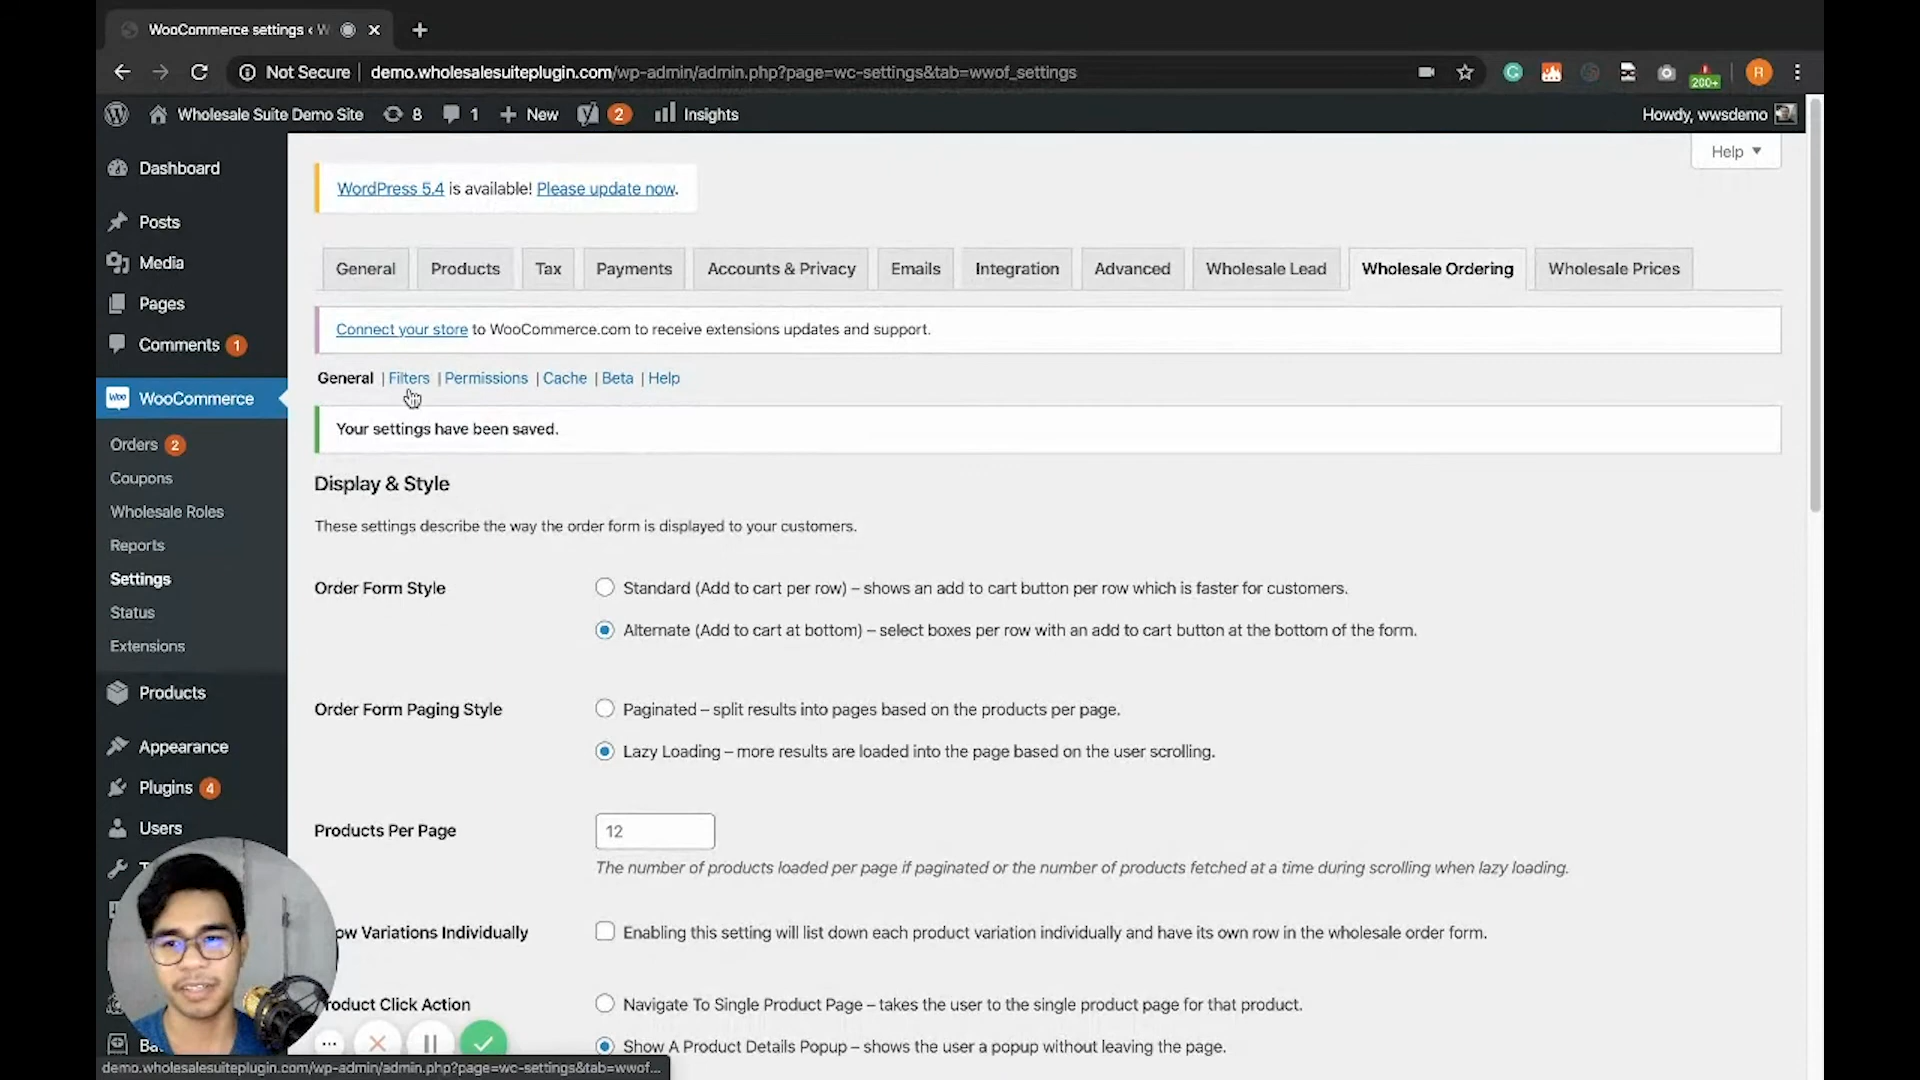 WooCommerce settings ‹ W
Not Secure
demo.wholesalesuiteplugin.com/wp-admin/admin.php?page=wc-settings&tab=wwof_settings
200+
R
Wholesale Suite Demo Site
8
1
New
2
Insights
Howdy, wwsdemo
Help
Dashboard
Posts
Media
Pages
Comments 1
WooCommerce
Orders 2
Coupons
Wholesale Roles
Reports
Settings
Status
Extensions
Products
Appearance
Plugins 4
Users
WordPress 5.4 is available! Please update now.
General
Products
Tax
Payments
Accounts & Privacy
Emails
Integration
Advanced
Wholesale Lead
Wholesale Ordering
Wholesale Prices
Connect your store to WooCommerce.com to receive extensions updates and support.
General | Filters | Permissions | Cache | Beta | Help
Your settings have been saved.
Display & Style
These settings describe the way the order form is displayed to your customers.
Order Form Style
Standard (Add to cart per row) – shows an add to cart button per row which is faster for customers.
Alternate (Add to cart at bottom) – select boxes per row with an add to cart button at the bottom of the form.
Order Form Paging Style
Paginated – split results into pages based on the products per page.
Lazy Loading – more results are loaded into the page based on the user scrolling.
Products Per Page
12
The number of products loaded per page if paginated or the number of products fetched at a time during scrolling when lazy loading.
Variations Individually
Enabling this setting will list down each product variation individually and have its own row in the wholesale order form.
Click Action
Navigate To Single Product Page – takes the user to the single product page for that product.
Show A Product Details Popup – shows the user a popup without leaving the page.
demo.wholesalesuiteplugin.com/wp-admin/admin.php?page=wc-settings&tab=wwof...